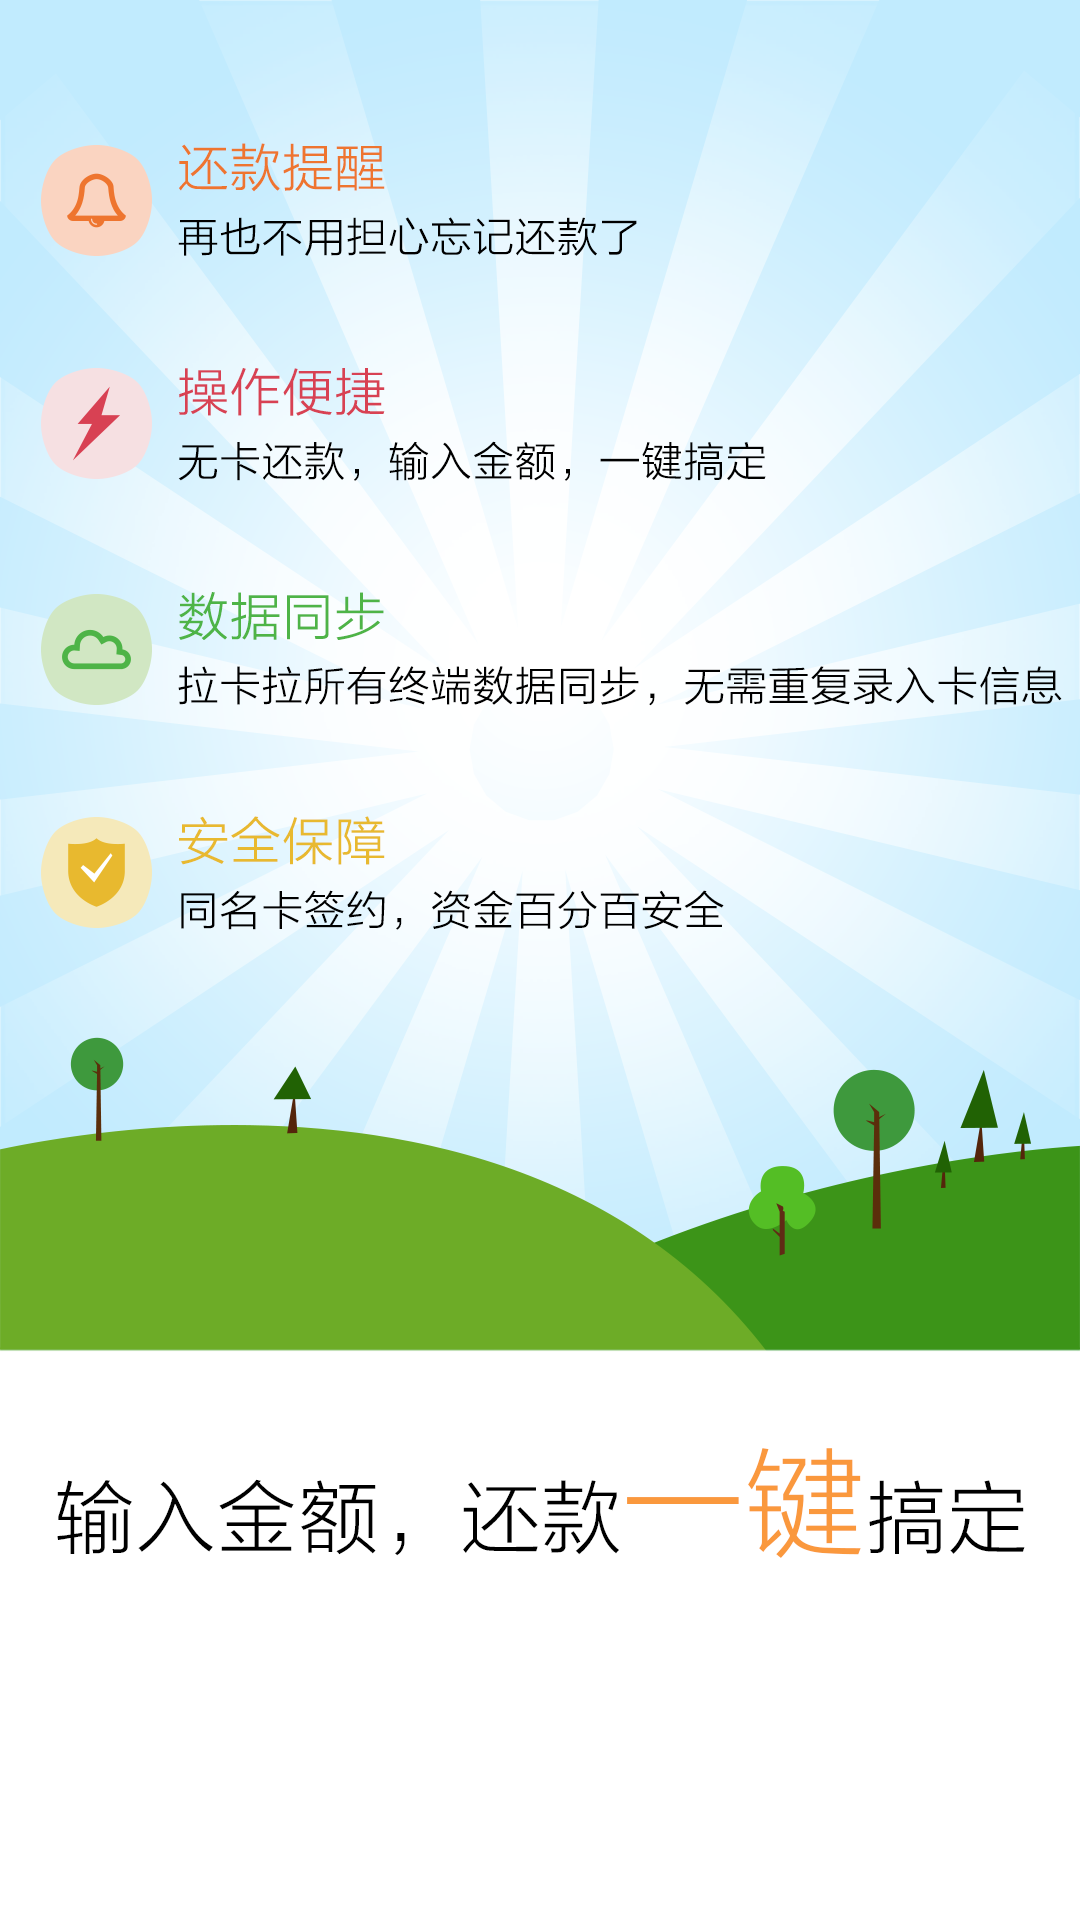 还款提醒
再也不用担心忘记还款了
操作便捷
无卡还款，输入金额，一键搞定
数据同步
拉卡拉所有终端数据同步，无需重复录入卡信息
安全保障
同名卡签约，资金百分百安全
输入金额，还款一键搞定